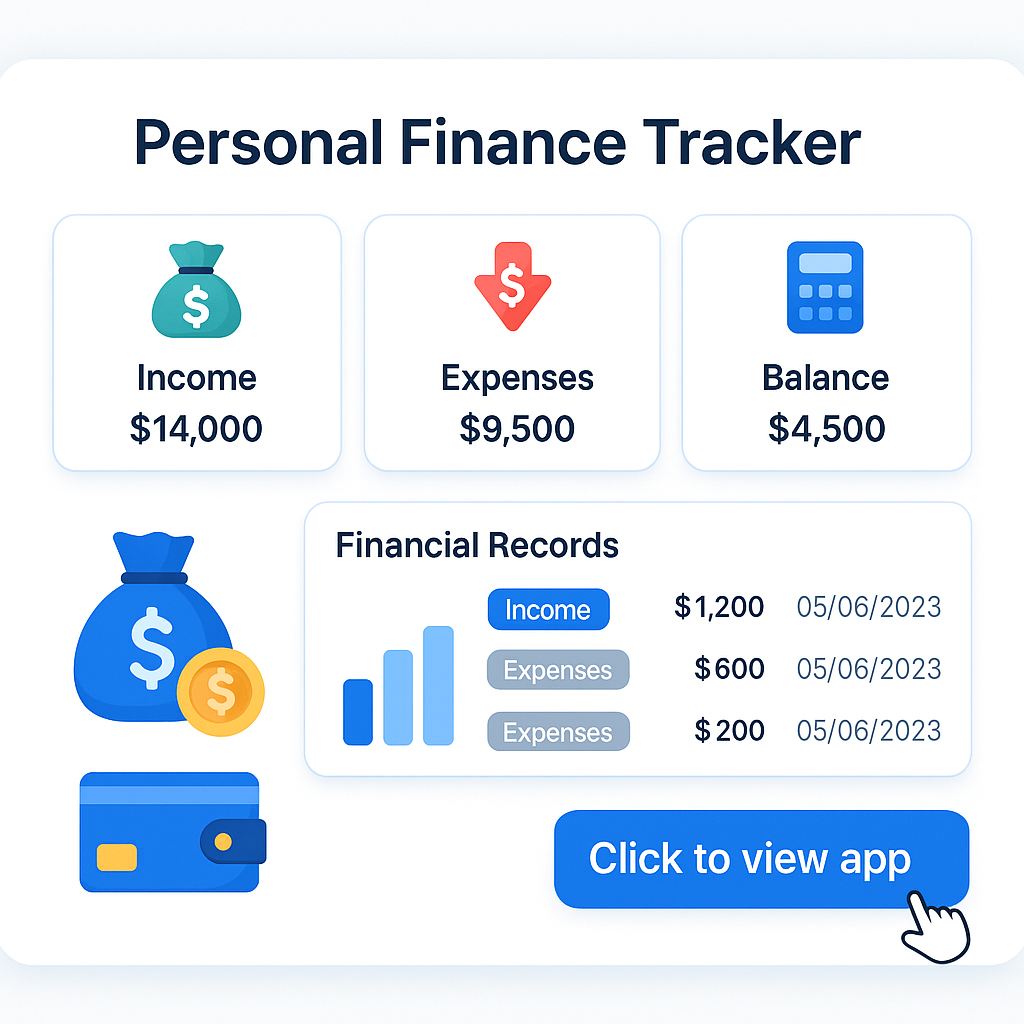 Personal Finance Tracker
$
Income
$14,000
$
Expenses
$9,500
Balance
$4,500
$
$
Financial Records
Income $1,200 05/06/2023
Expenses $600 05/06/2023
Expenses $200 05/06/2023
Click to view app